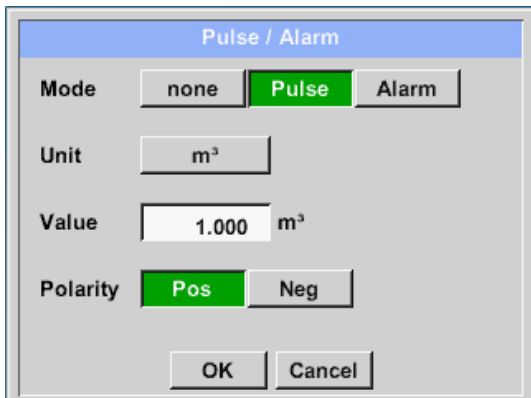 Pulse / Alarm
Mode none Pulse Alarm
Unit m³
Value 1.000 m³
Polarity Pos Neg
OK Cancel